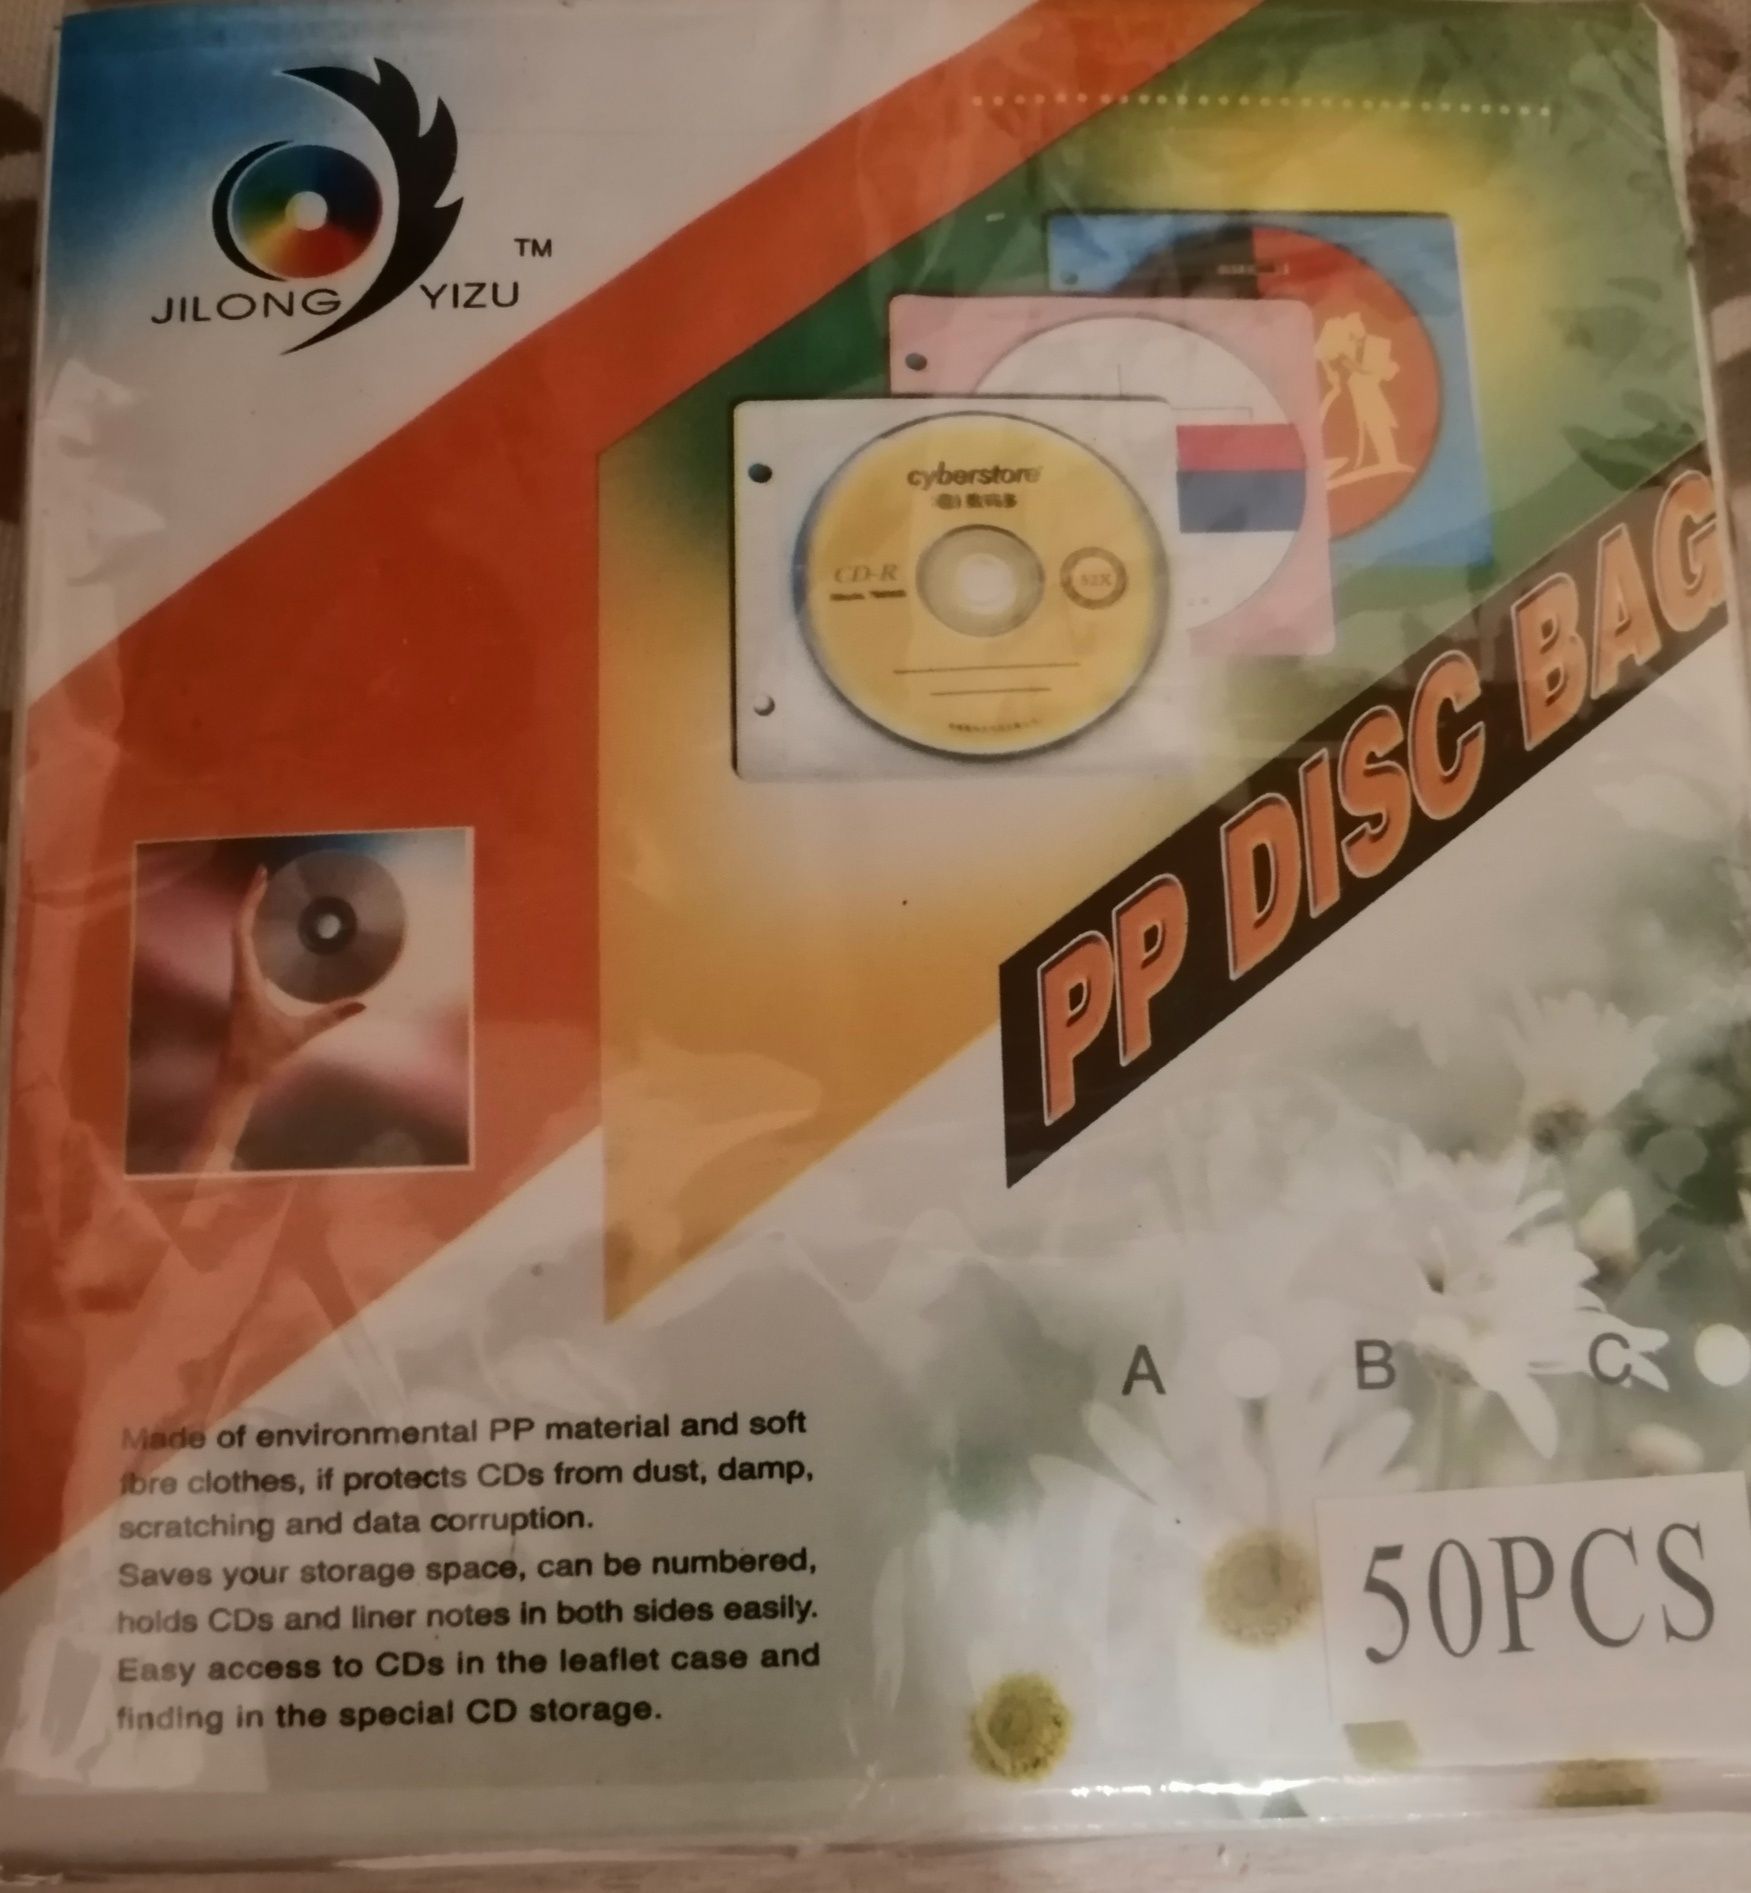 JILONG YIZU TM
cyberstore
CD-R
52X
PP DISC BAG
A B C
Made of environmental PP material and soft
fbre clothes, if protects CDs from dust, damp,
scratching and data corruption.
Saves your storage space, can be numbered,
holds CDs and liner notes in both sides easily.
Easy access to CDs in the leaflet case and
finding in the special CD storage.
50PCS